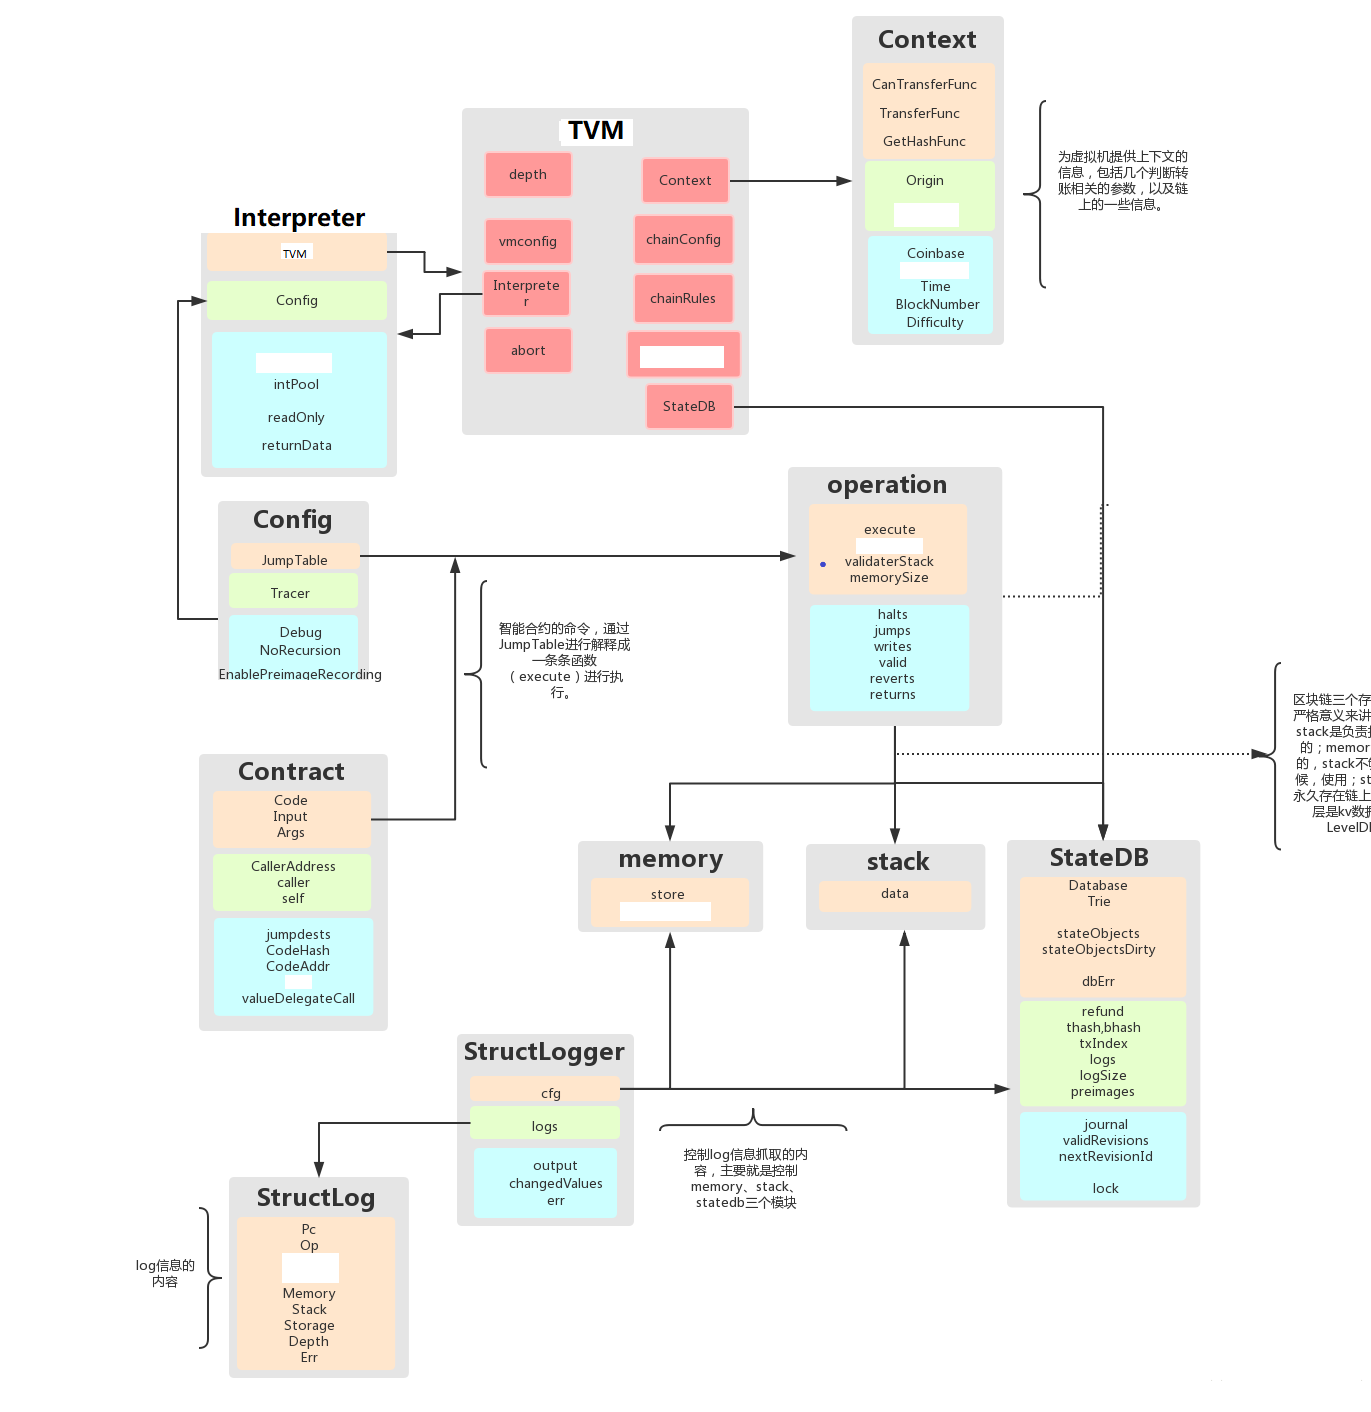 Context
CanTransferFunc
TransferFunc
GetHashFunc
Origin
Coinbase
Time
BlockNumber
Difficulty
为虚拟机提供上下文的
信息，包括几个判断转
账相关的参数，以及链
上的一些信息。
TVM
depth
Context
vmconfig
chainConfig
Interprete
r
chainRules
abort
StateDB
Interpreter
TVM
Config
intPool
readOnly
returnData
Config
JumpTable
Tracer
Debug
NoRecursion
EnablePreimageRecording
operation
execute
validaterStack
memorySize
halts
jumps
writes
valid
reverts
returns
智能合约的命令，通过
JumpTable进行解释成
一条条函数
（execute）进行执
行。
区块链三个存
严格意义来讲
stack是负责
的；memor
的，stack不
候，使用；st
永久存在链上
层是kv数
LevelD
Contract
Code
Input
Args
CallerAddress
caller
self
jumpdests
CodeHash
CodeAddr
valueDelegateCall
memory
store
stack
data
StateDB
Database
Trie
stateObjects
stateObjectsDirty
dbErr
refund
thash,bhash
txIndex
logs
logSize
preimages
journal
validRevisions
nextRevisionId
lock
StructLogger
cfg
logs
output
changedValues
err
控制log信息抓取的内
容，主要就是控制
memory、stack、
statedb三个模块
StructLog
Pc
Op
Memory
Stack
Storage
Depth
Err
log信息的
内容